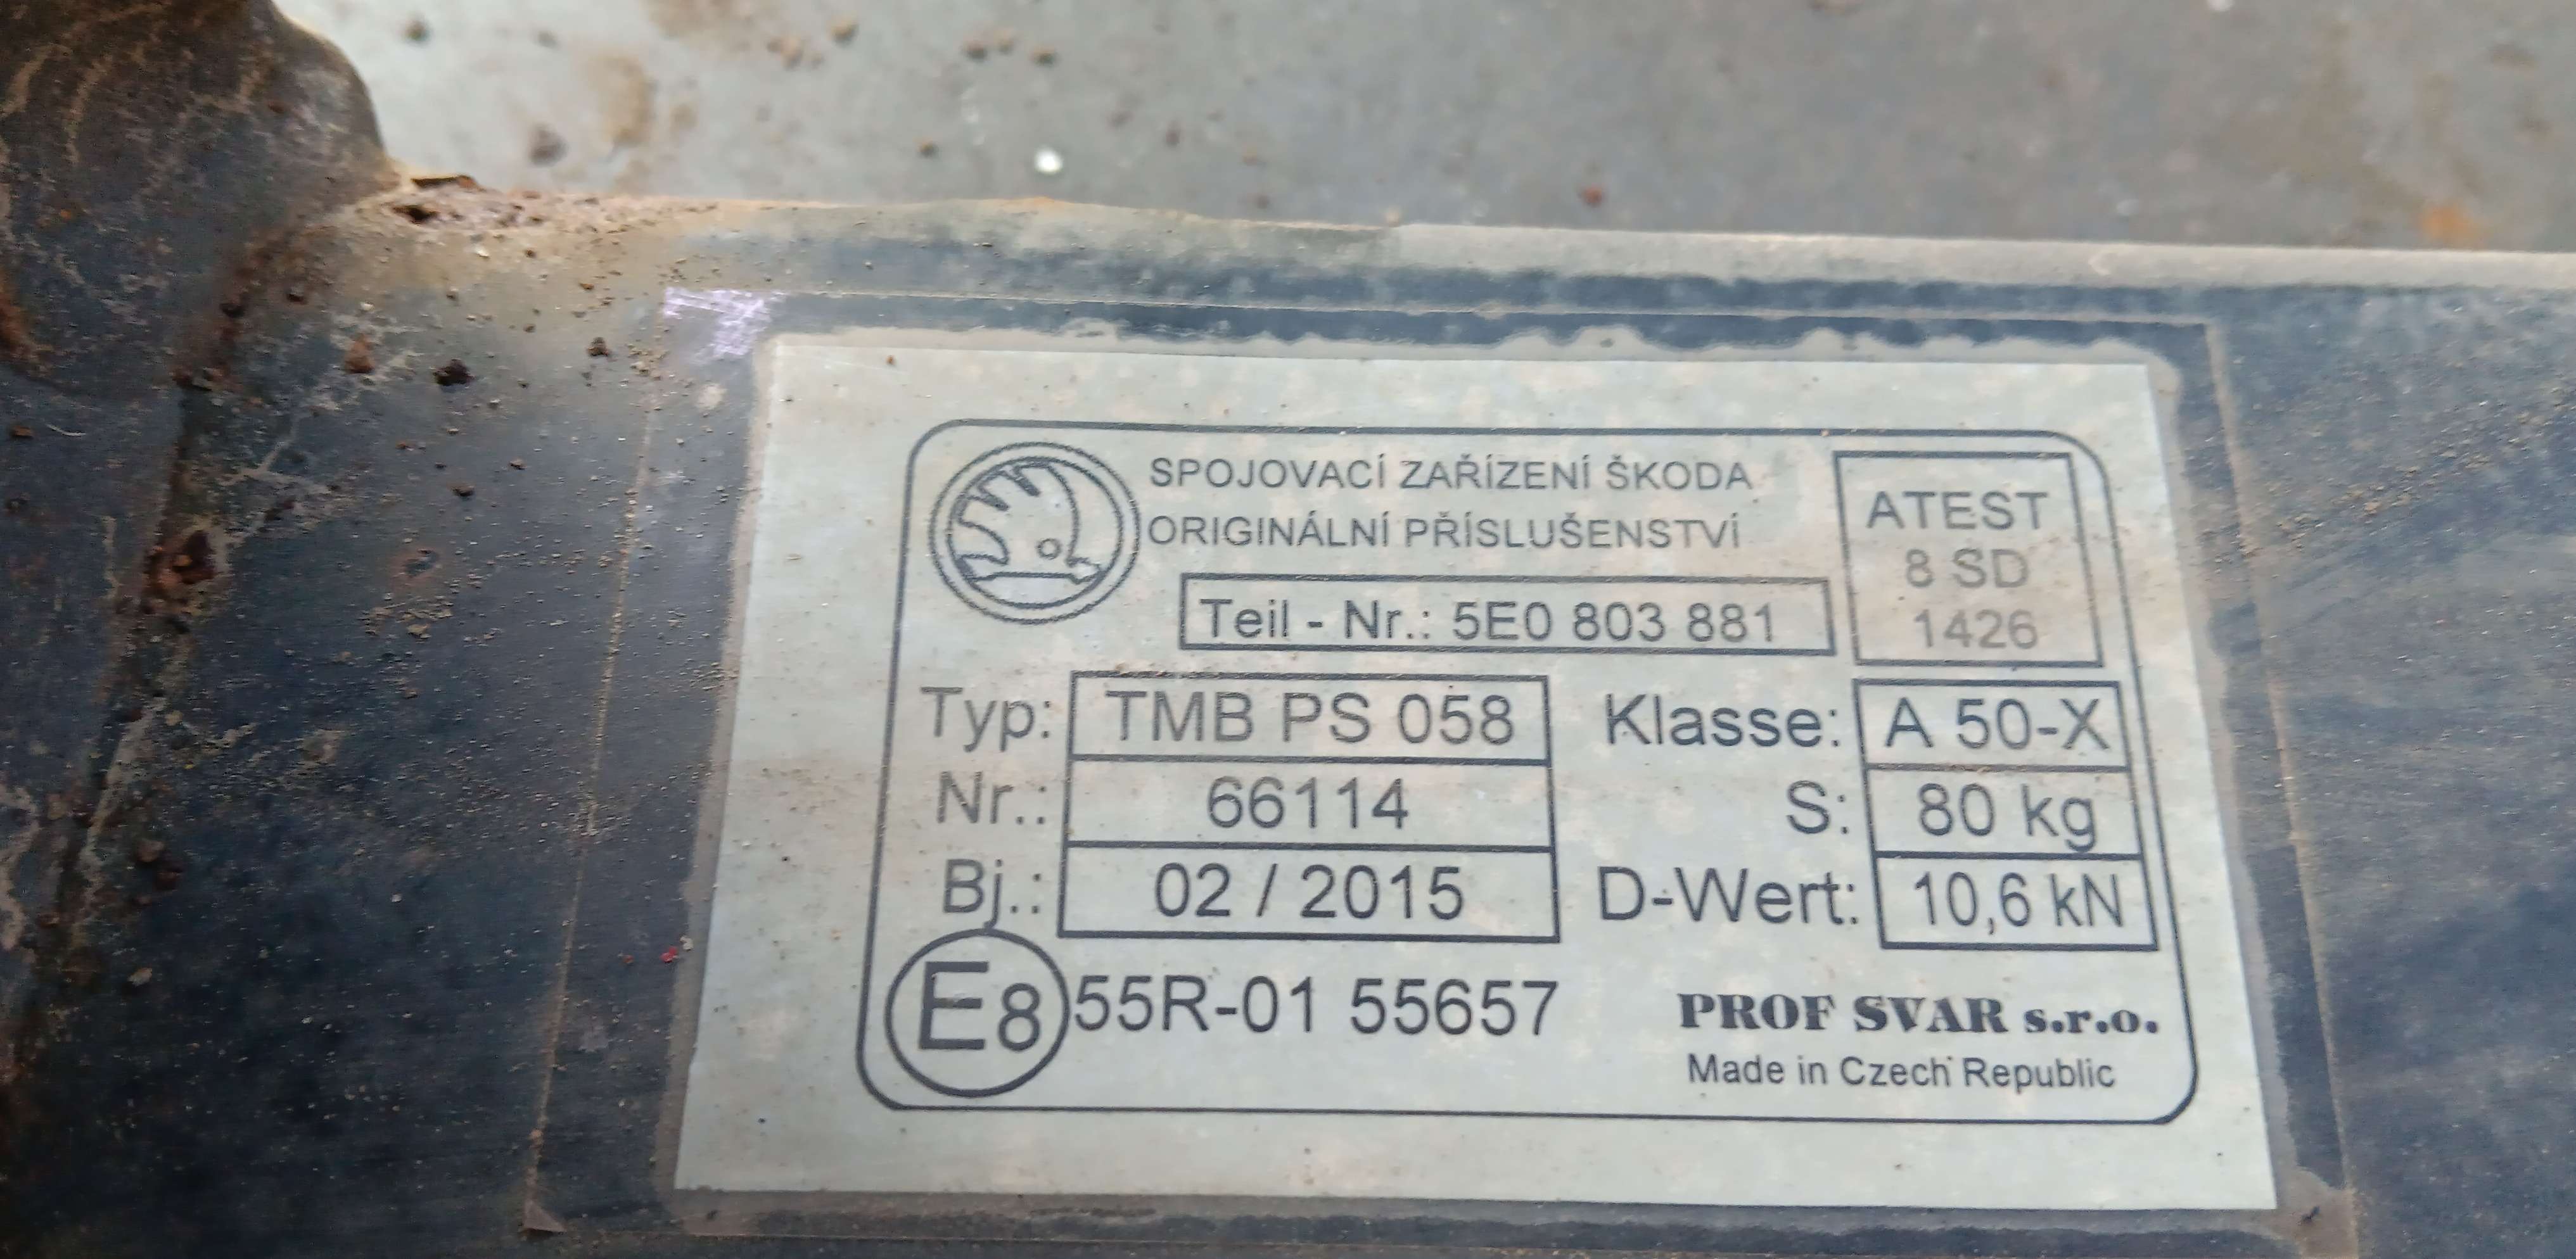 SPOJOVACÍ ZAŘÍZENÍ ŠKODA
ORIGINÁLNÍ PŘÍSLUŠENSTVÍ
Teil - Nr.: 5E0 803 881
ATEST
8 SD
1426
Typ: TMB PS 058
Nr.: 66114
Bj.: 02 / 2015
Klasse: A 50-X
S: 80 kg
D-Wert: 10,6 kN
E8 55R-01 55657
PROF SVAR s.r.o.
Made in Czech Republic